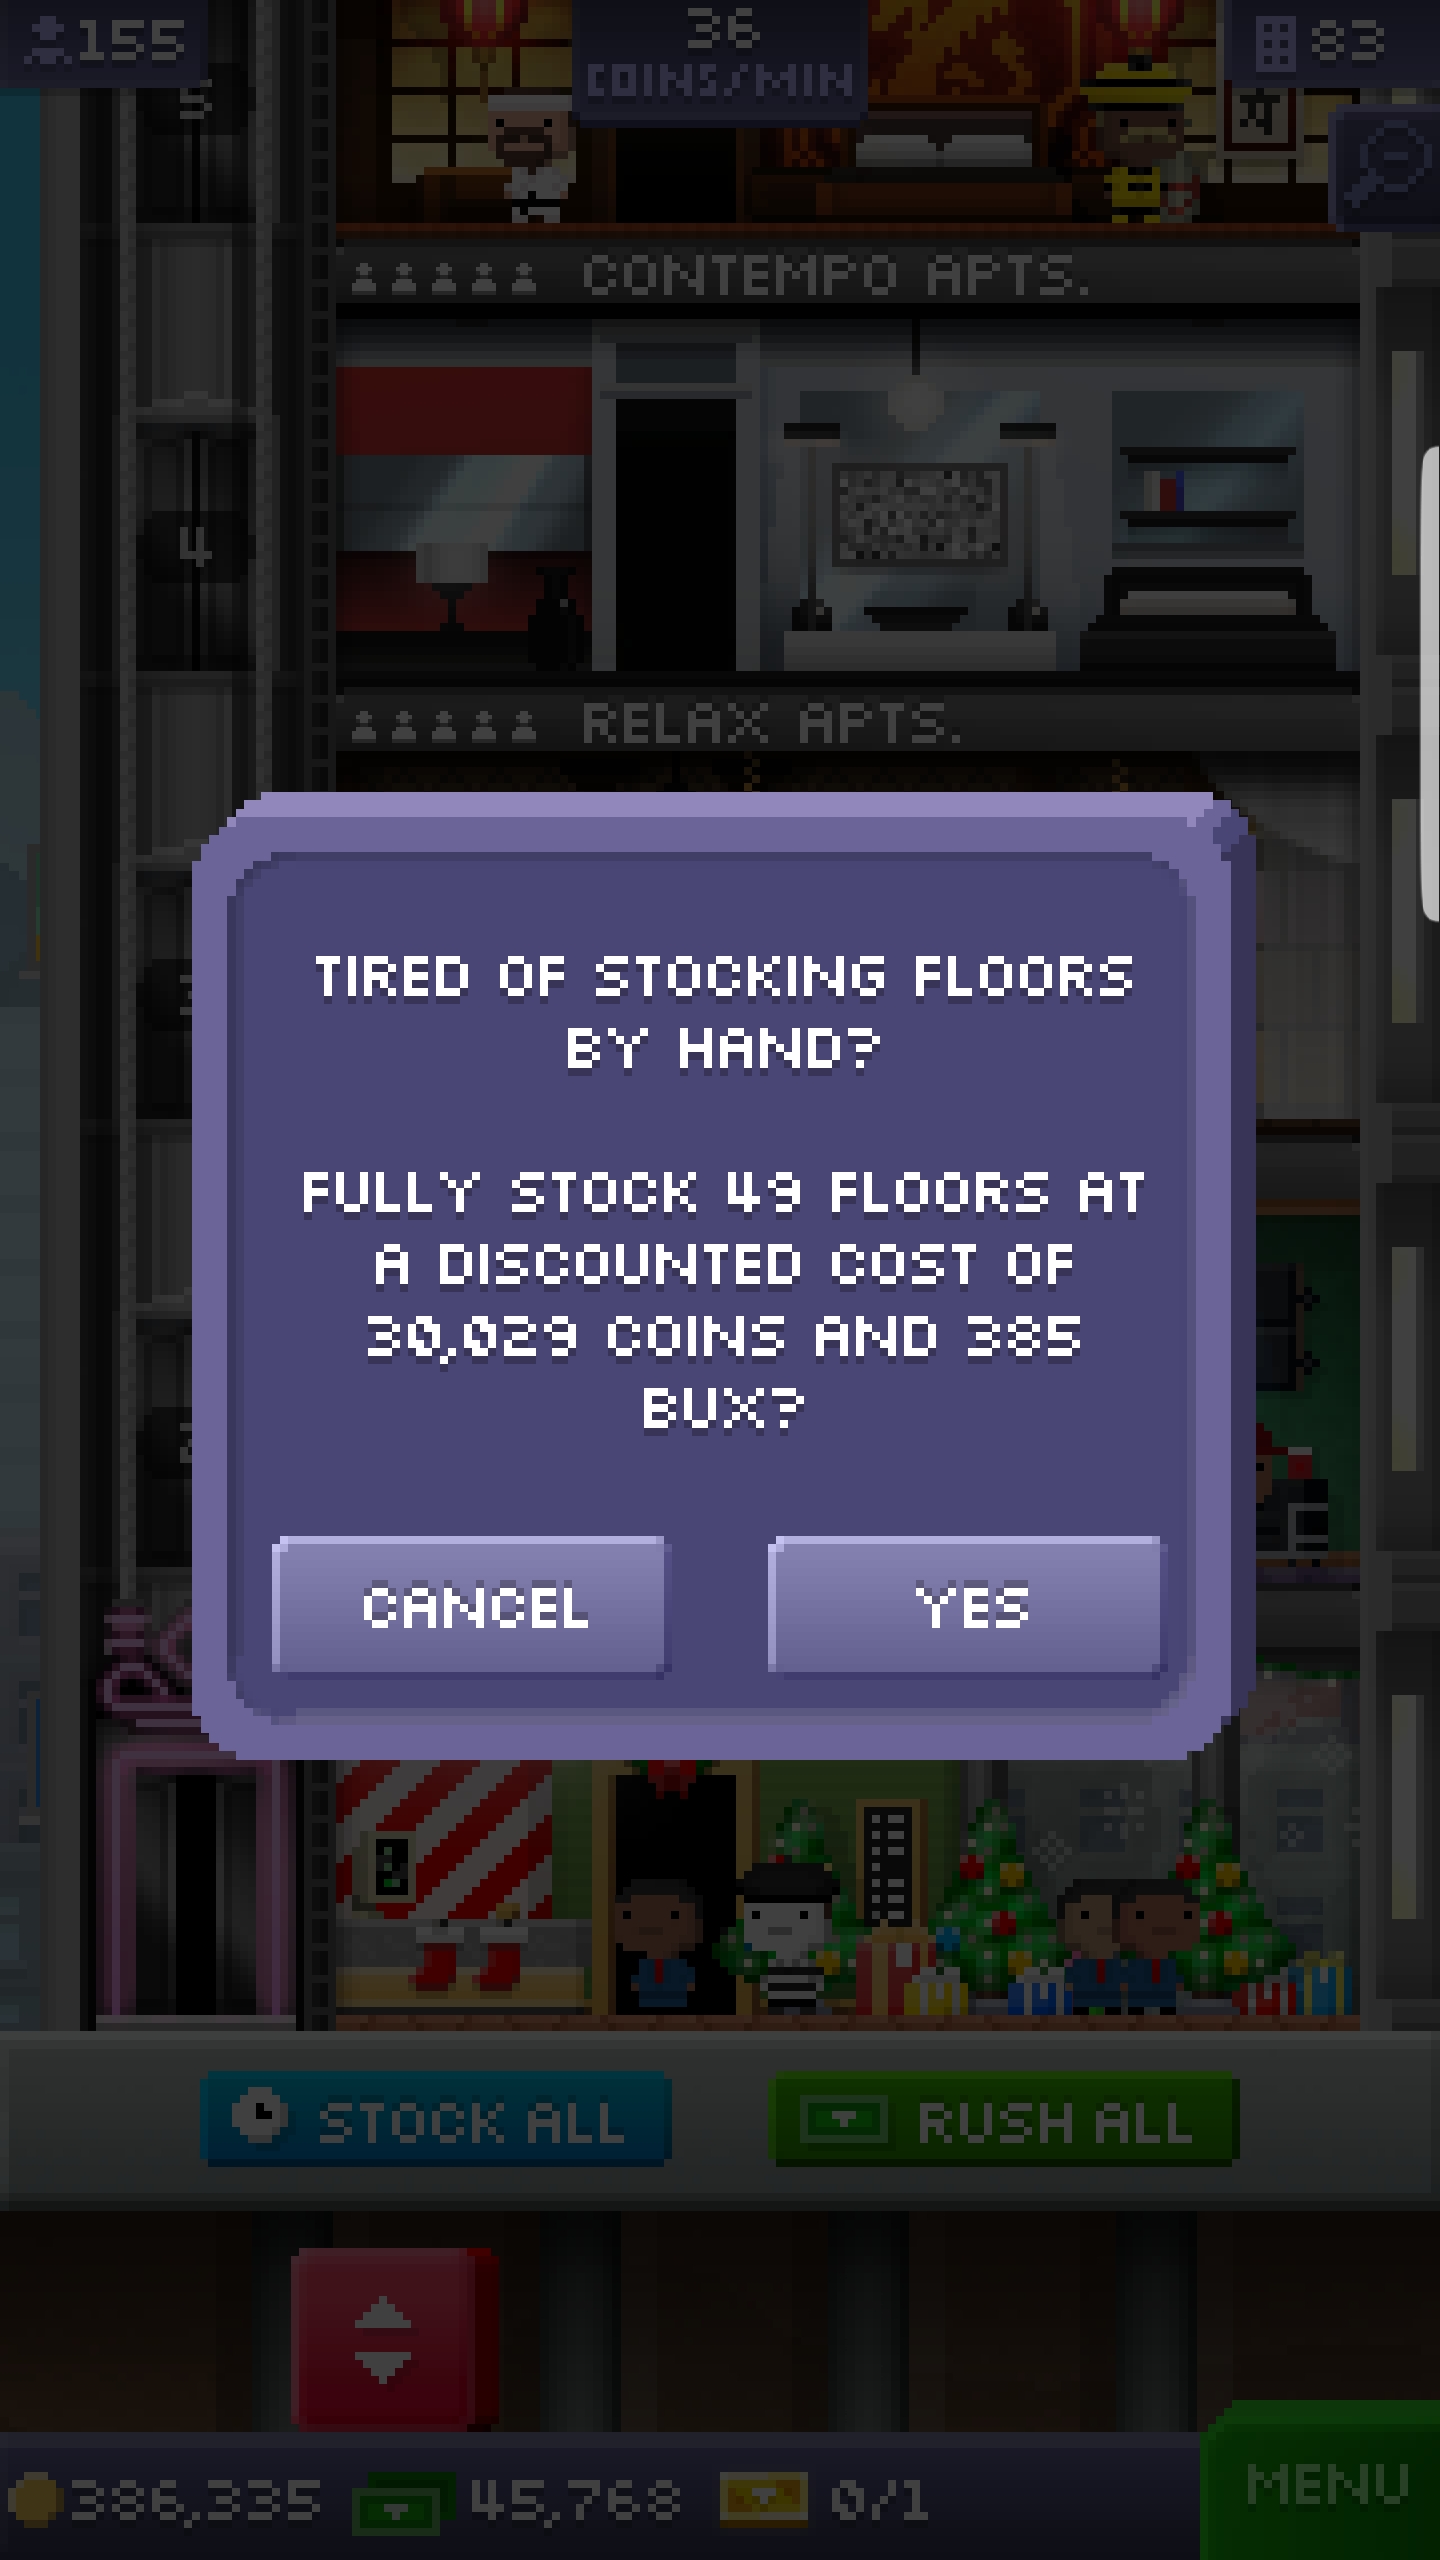 155
36
COINS/MIN
83
5
CONTEMPO APTS.
4
RELAX APTS.
TIRED OF STOCKING FLOORS
BY HAND?
FULLY STOCK 49 FLOORS AT
A DISCOUNTED COST OF
30,029 COINS AND 385
BUX?
CANCEL
YES
STOCK ALL
RUSH ALL
386,335
45,768
0/1
MENU